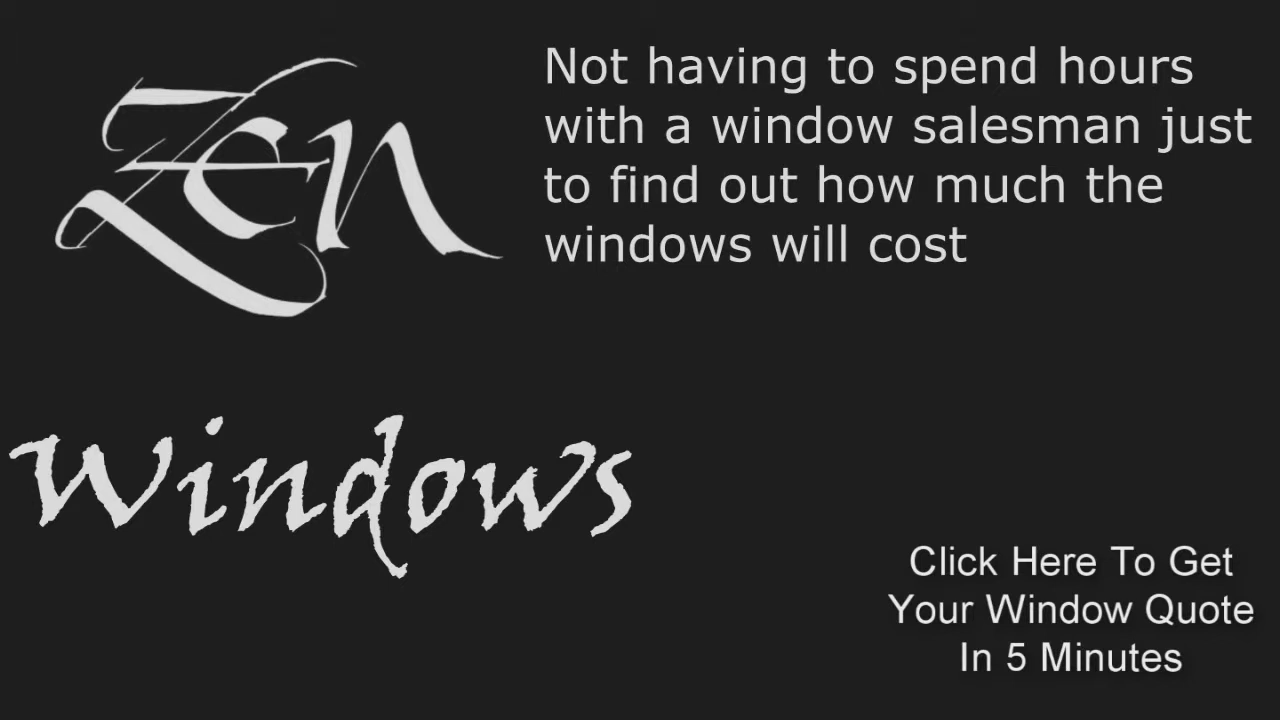 Zen
Not having to spend hours
with a window salesman just
to find out how much the
windows will cost
Windows
Click Here To Get
Your Window Quote
In 5 Minutes